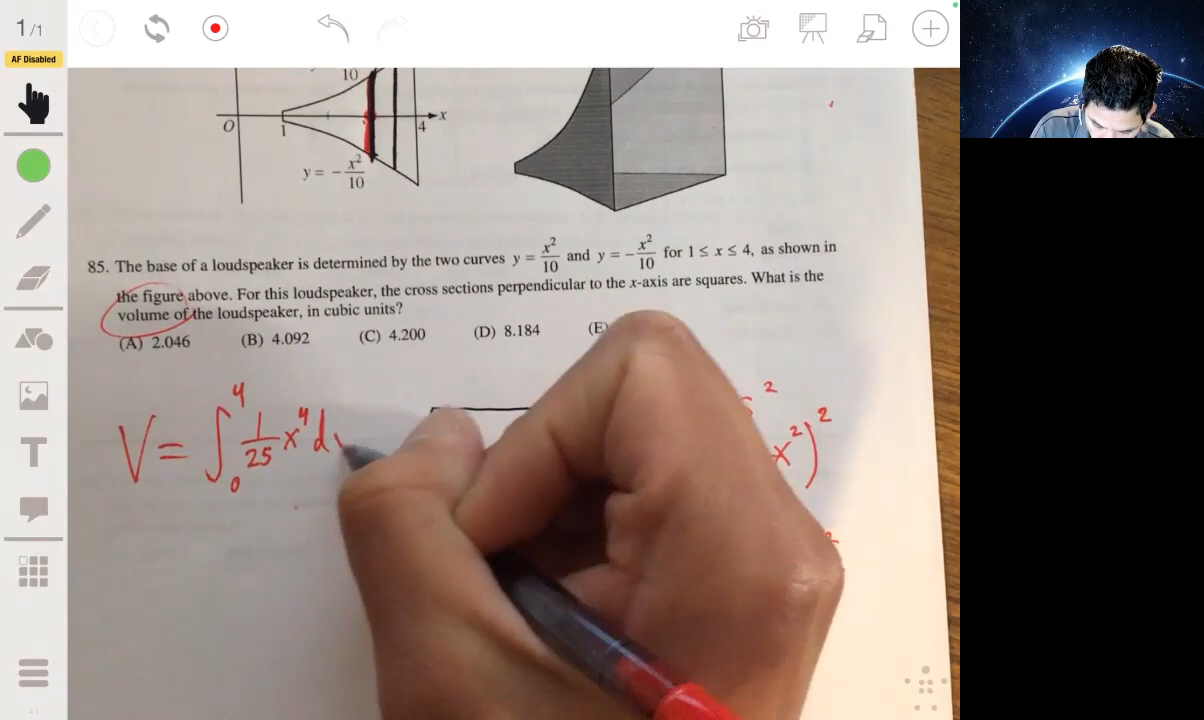 1/1
AF Disabled
10
O 1 4 x
y = -x²/10
85. The base of a loudspeaker is determined by the two curves y = x²/10 and y = -x²/10 for 1 ≤ x ≤ 4, as shown in
the figure above. For this loudspeaker, the cross sections perpendicular to the x-axis are squares. What is the
volume of the loudspeaker, in cubic units?
(A) 2.046 (B) 4.092 (C) 4.200 (D) 8.184 (E)
2
V = ∫₀⁴ 1/25 x⁴ d
x²)²
T